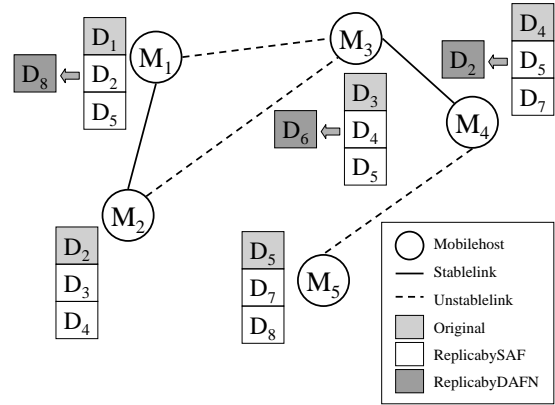 D1
D8
D2
D5
M1
M3
D4
D2
D5
D7
D3
D6
D4
D5
M4
M2
D2
D3
D4
D5
D7
D8
M5
Mobilehost
Stablelink
Unstablelink
Original
ReplicabySAF
ReplicabyDAFN